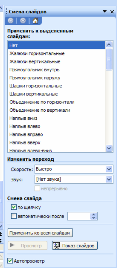 Смена слайдов
Применить к выделенным
слайдам:
Нет
Жалюзи горизонтальные
Жалюзи вертикальные
Прямоугольник внутрь
Прямоугольник наружу
Шашки горизонтальные
Шашки вертикальные
Объединение по горизонтали
Объединение по вертикали
Наплыв вниз
Наплыв влево
Наплыв вправо
Наплыв вверх
Изменить переход
Скорость: Быстро
Звук: [Нет звука]
непрерывно
Смена слайда
по щелчку
автоматически после
Применить ко всем слайдам
Просмотр Показ слайдов
Автопросмотр